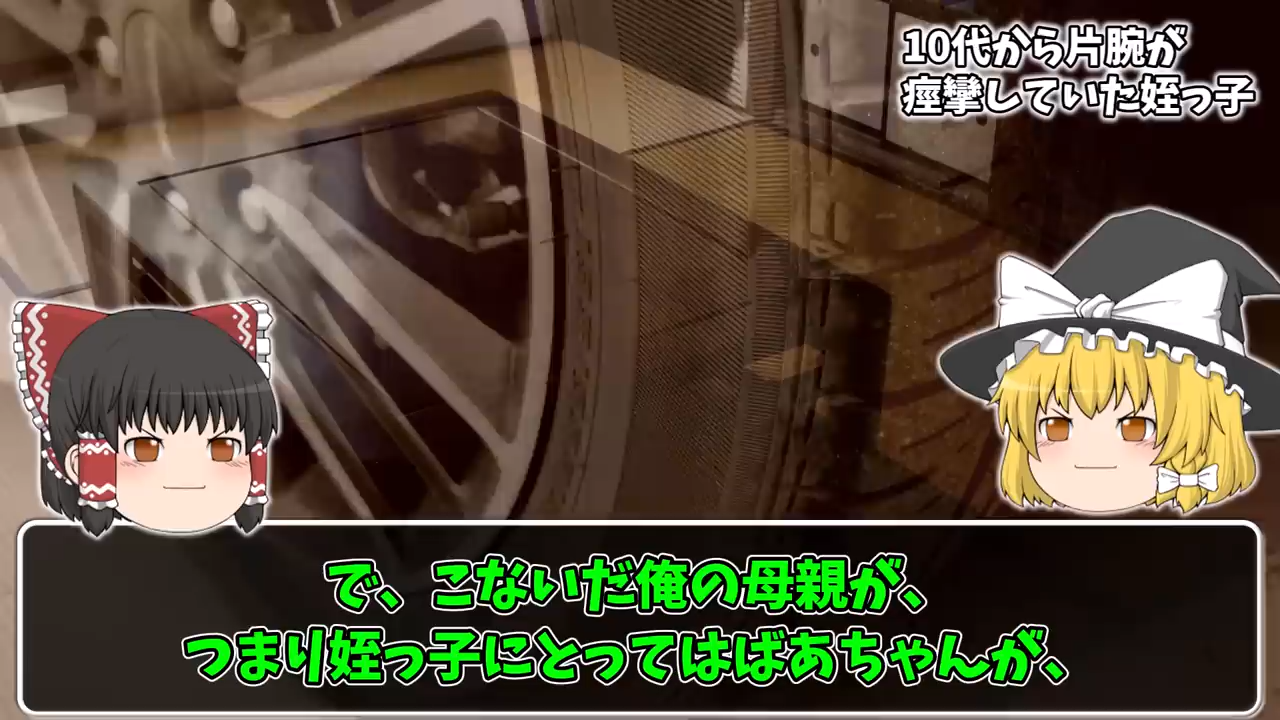 10代から片腕が
痙攣していた姪っ子
で、こないだ俺の母親が、
つまり姪っ子にとってはばあちゃんが、